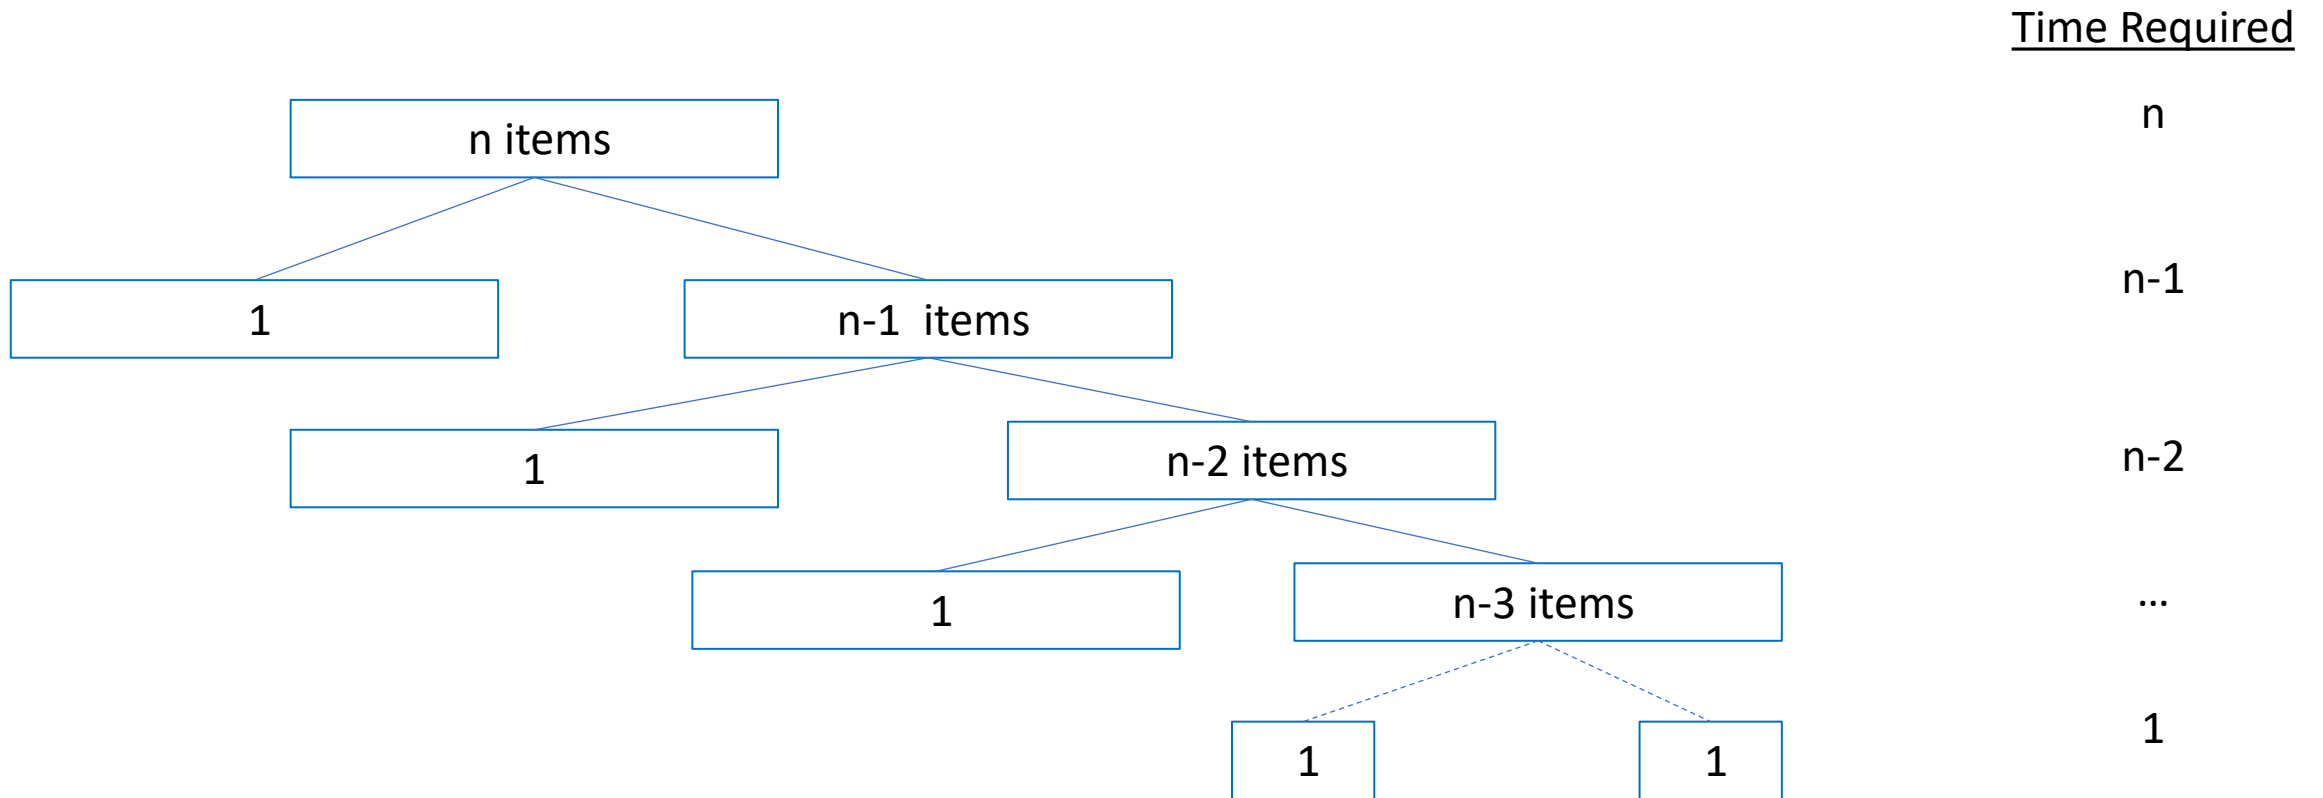 Time Required
n items
n
1
n-1  items
n-1
1
n-2 items
n-2
1
n-3 items
...
1
1
1